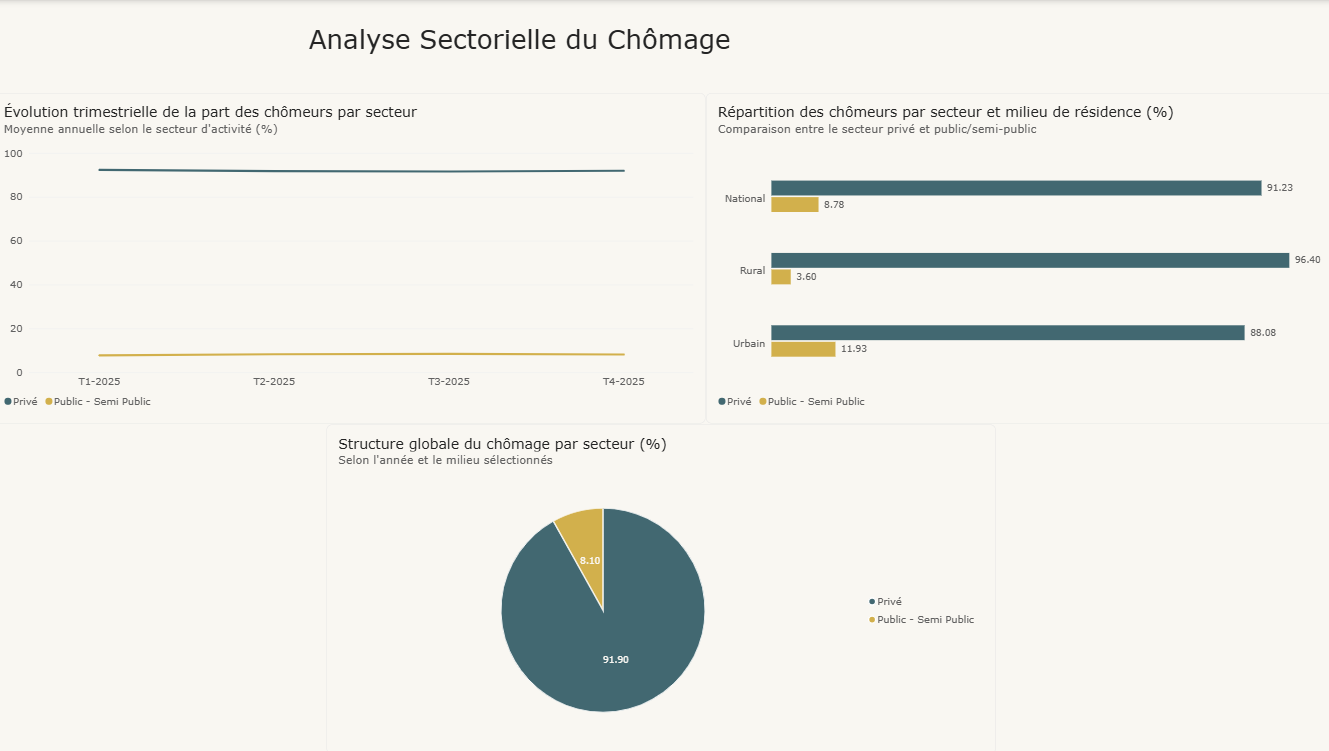 Analyse Sectorielle du Chômage
Évolution trimestrielle de la part des chômeurs par secteur
Moyenne annuelle selon le secteur d'activité (%)
100
80
60
40
20
0
T1-2025 T2-2025 T3-2025 T4-2025
Privé Public - Semi Public
Répartition des chômeurs par secteur et milieu de résidence (%)
Comparaison entre le secteur privé et public/semi-public
National 91.23
8.78
Rural 96.40
3.60
Urbain 88.08
11.93
Privé Public - Semi Public
Structure globale du chômage par secteur (%)
Selon l'année et le milieu sélectionnés
8.10
91.90
Privé
Public - Semi Public